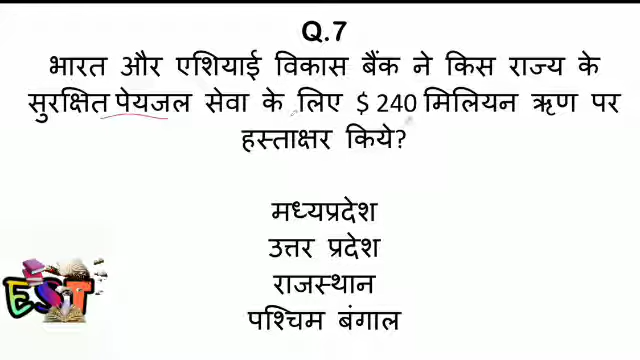 Q.7
भारत और एशियाई विकास बैंक ने किस राज्य के
सुरक्षित पेयजल सेवा के लिए $ 240 मिलियन ऋण पर
हस्ताक्षर किये?
मध्यप्रदेश
उत्तर प्रदेश
राजस्थान
पश्चिम बंगाल
EST